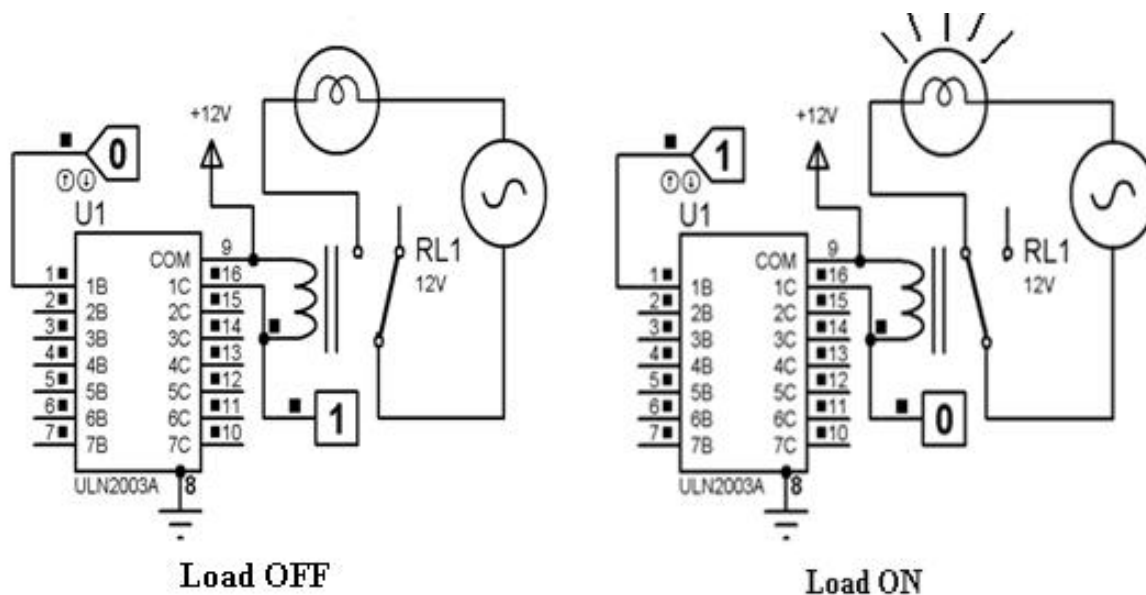 +12V
0
U1
COM
9
1
1B
1C
16
2
2B
2C
15
3
3B
3C
14
4
4B
4C
13
5
5B
5C
12
6
6B
6C
11
7
7B
7C
10
ULN2003A
8
RL1
12V
1
Load OFF
+12V
1
U1
COM
9
1
1B
1C
16
2
2B
2C
15
3
3B
3C
14
4
4B
4C
13
5
5B
5C
12
6
6B
6C
11
7
7B
7C
10
ULN2003A
8
RL1
12V
0
Load ON